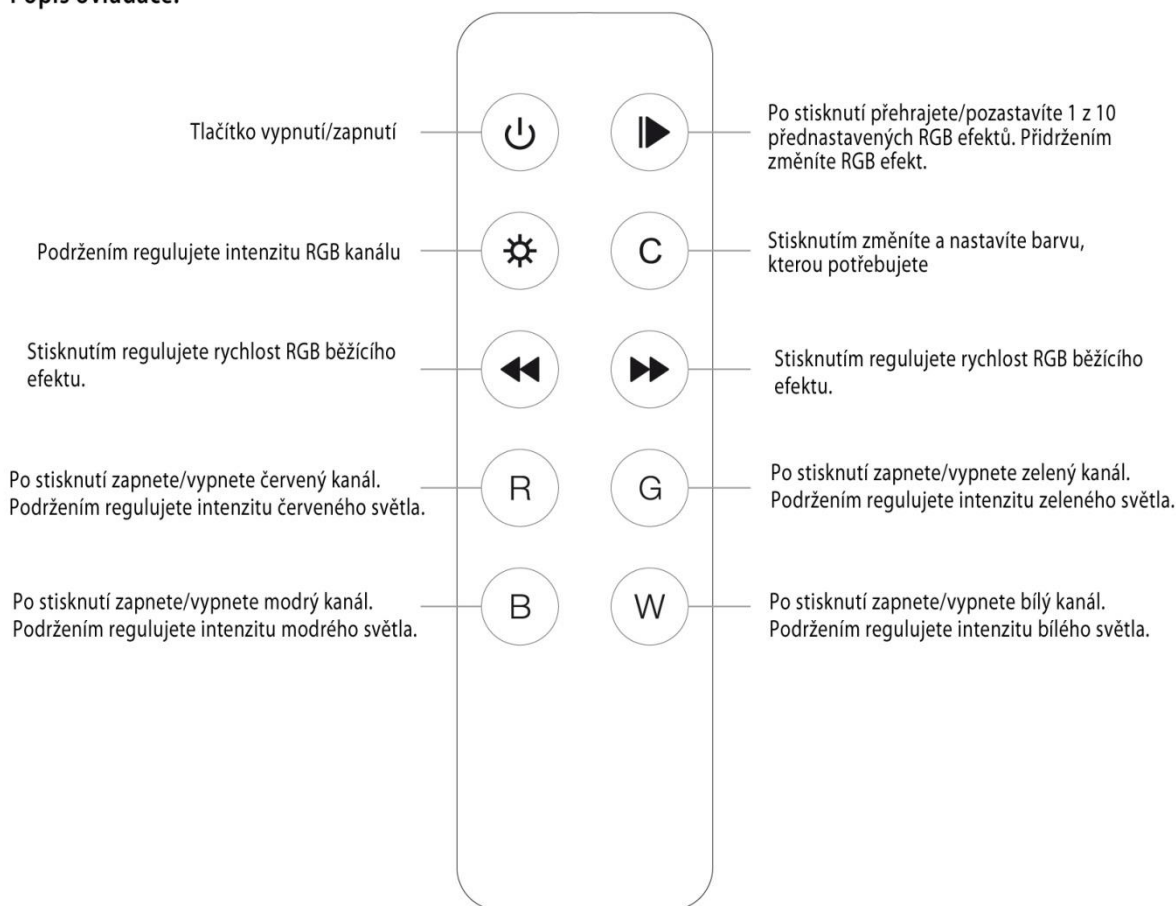 Popis ovladače:
Tlačítko vypnutí/zapnutí
Po stisknutí přehrajete/pozastavíte 1 z 10
přednastavených RGB efektů. Přidržením
změníte RGB efekt.
Podržením regulujete intenzitu RGB kanálu
C
Stisknutím změníte a nastavíte barvu,
kterou potřebujete
Stisknutím regulujete rychlost RGB běžícího
efektu.
Stisknutím regulujete rychlost RGB běžícího
efektu.
Po stisknutí zapnete/vypnete červený kanál.
Podržením regulujete intenzitu červeného světla.
R
G
Po stisknutí zapnete/vypnete zelený kanál.
Podržením regulujete intenzitu zeleného světla.
Po stisknutí zapnete/vypnete modrý kanál.
Podržením regulujete intenzitu modrého světla.
B
W
Po stisknutí zapnete/vypnete bílý kanál.
Podržením regulujete intenzitu bílého světla.